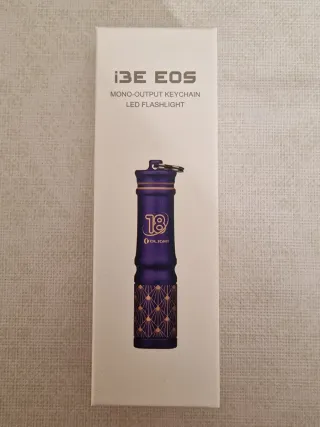 i3E EOS
MONO-OUTPUT KEYCHAIN
LED FLASHLIGHT
18
OLIGHT